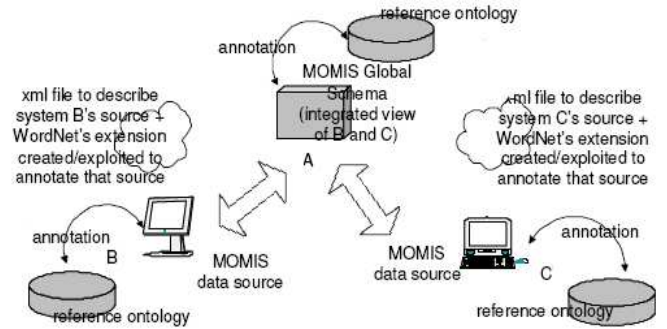 reference ontology
annotation
MOMIS Global
Schema
(integrated view
of B and C)
A
xml file to describe
system B's source +
WordNet's extension
created/exploited to
annotate that source
xml file to describe
system C's source +
WordNet's extension
created/exploited to
annotate that source
annotation
B
MOMIS
data source
reference ontology
MOMIS
data source
annotation
C
reference ontology